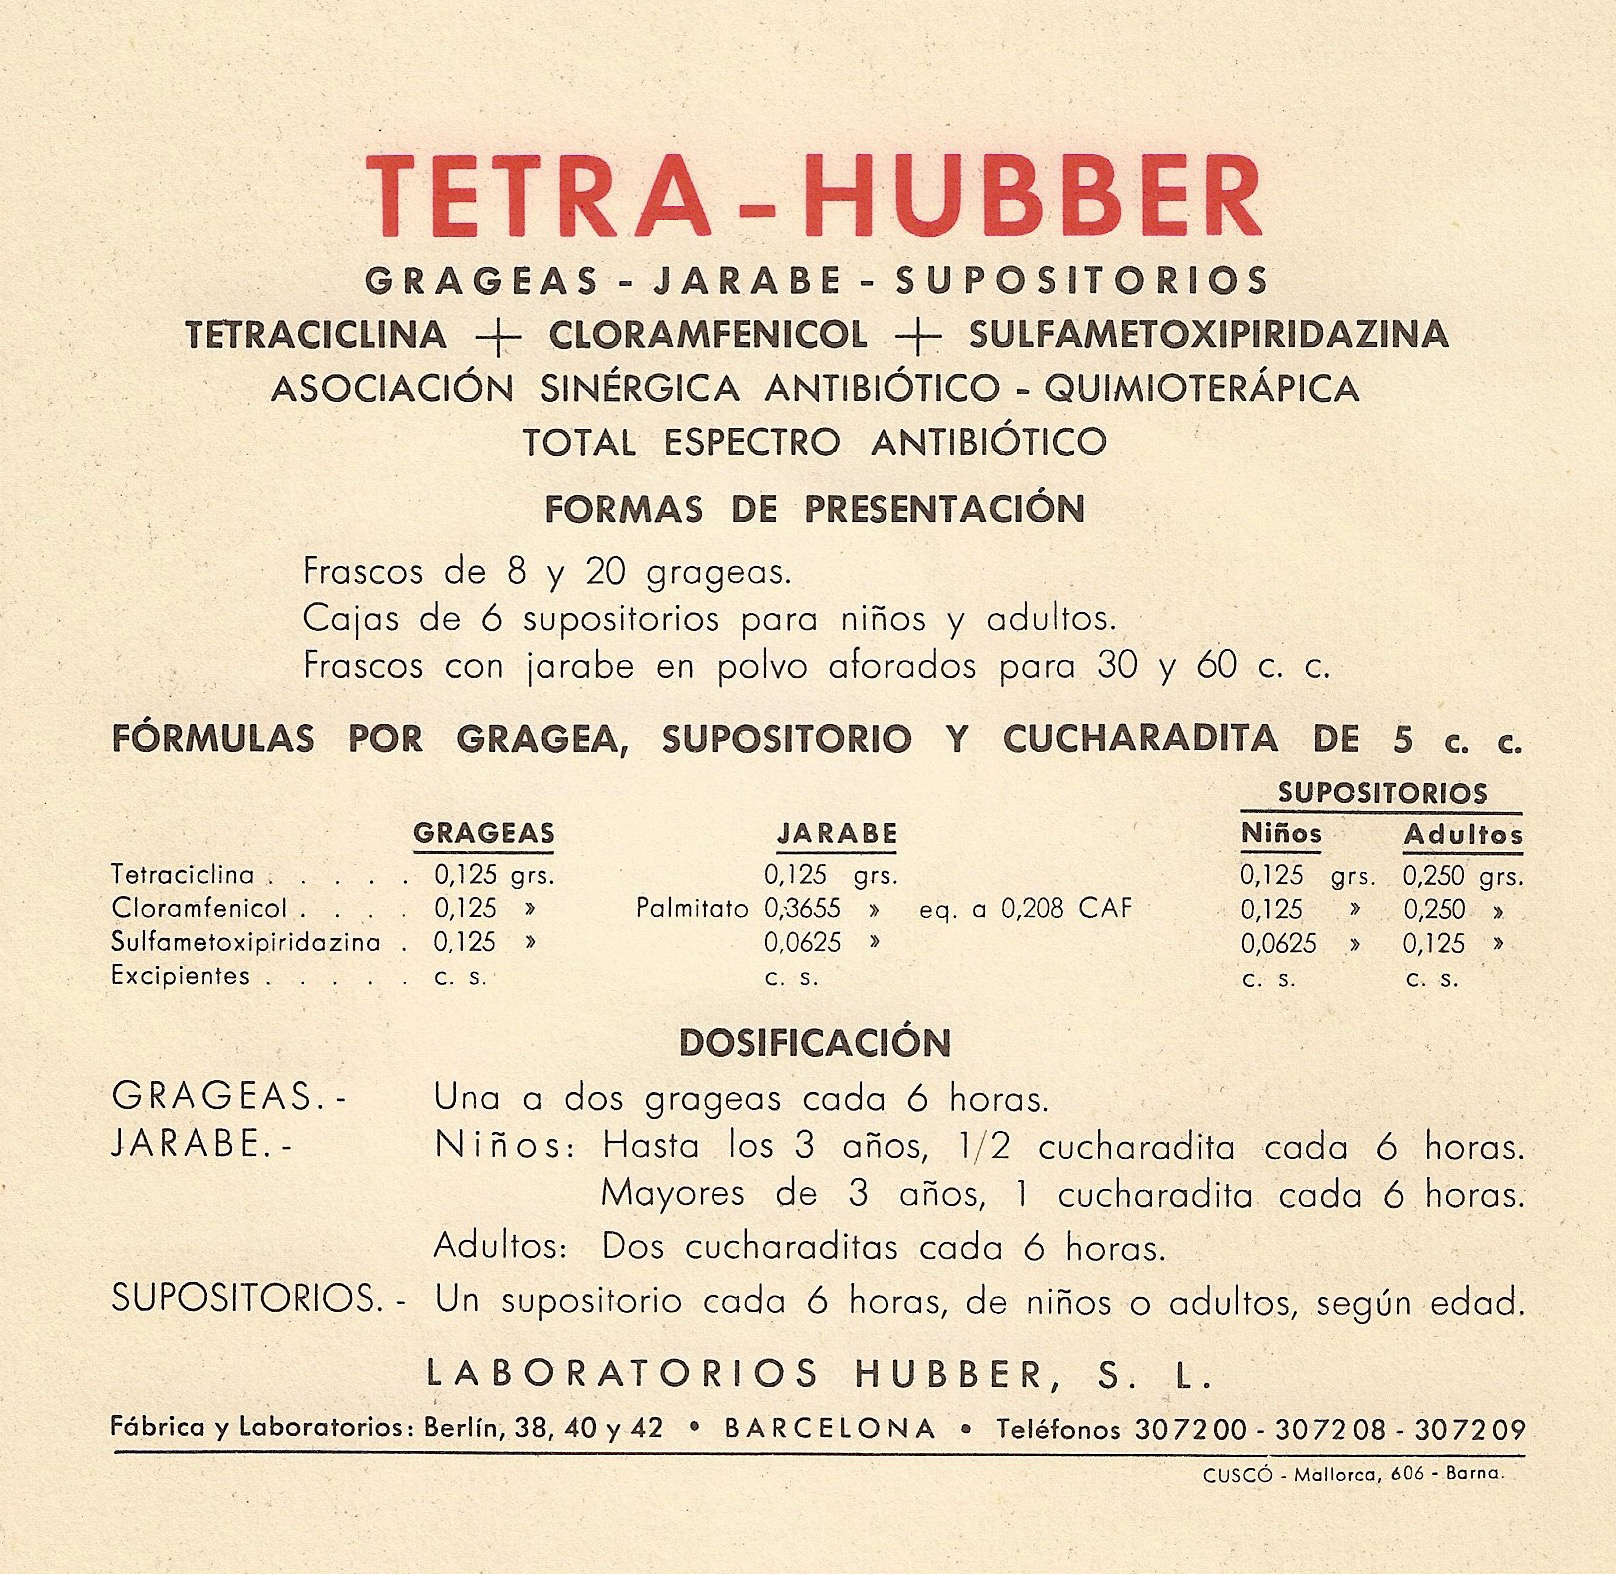 TETRA-HUBBER
GRAGEAS - JARABE - SUPOSITORIOS
TETRACICLINA + CLORAMFENICOL + SULFAMETOXIPIRIDAZINA
ASOCIACIÓN SINÉRGICA ANTIBIÓTICO - QUIMIOTERÁPICA
TOTAL ESPECTRO ANTIBIÓTICO
FORMAS DE PRESENTACIÓN
Frascos de 8 y 20 grageas.
Cajas de 6 supositorios para niños y adultos.
Frascos con jarabe en polvo aforados para 30 y 60 c. c.
FÓRMULAS POR GRAGEA, SUPOSITORIO Y CUCHARADITA DE 5 c. c.
SUPOSITORIOS
GRAGEAS JARABE Niños Adultos
Tetraciclina . . . . . 0,125 grs. 0,125 grs. 0,125 grs. 0,250 grs.
Cloramfenicol . . . . 0,125 » Palmitato 0,3655 » eq. a 0,208 CAF 0,125 » 0,250 »
Sulfametoxipiridazina . 0,125 » 0,0625 » 0,0625 » 0,125 »
Excipientes . . . . . c. s. c. s. c. s. c. s.
DOSIFICACIÓN
GRAGEAS.- Una a dos grageas cada 6 horas.
JARABE.- Niños: Hasta los 3 años, 1/2 cucharadita cada 6 horas.
Mayores de 3 años, 1 cucharadita cada 6 horas.
Adultos: Dos cucharaditas cada 6 horas.
SUPOSITORIOS.- Un supositorio cada 6 horas, de niños o adultos, según edad.
LABORATORIOS HUBBER, S. L.
Fábrica y Laboratorios: Berlín, 38, 40 y 42 • BARCELONA • Teléfonos 307200 - 307208 - 307209
CUSCÓ - Mallorca, 606 - Barna.